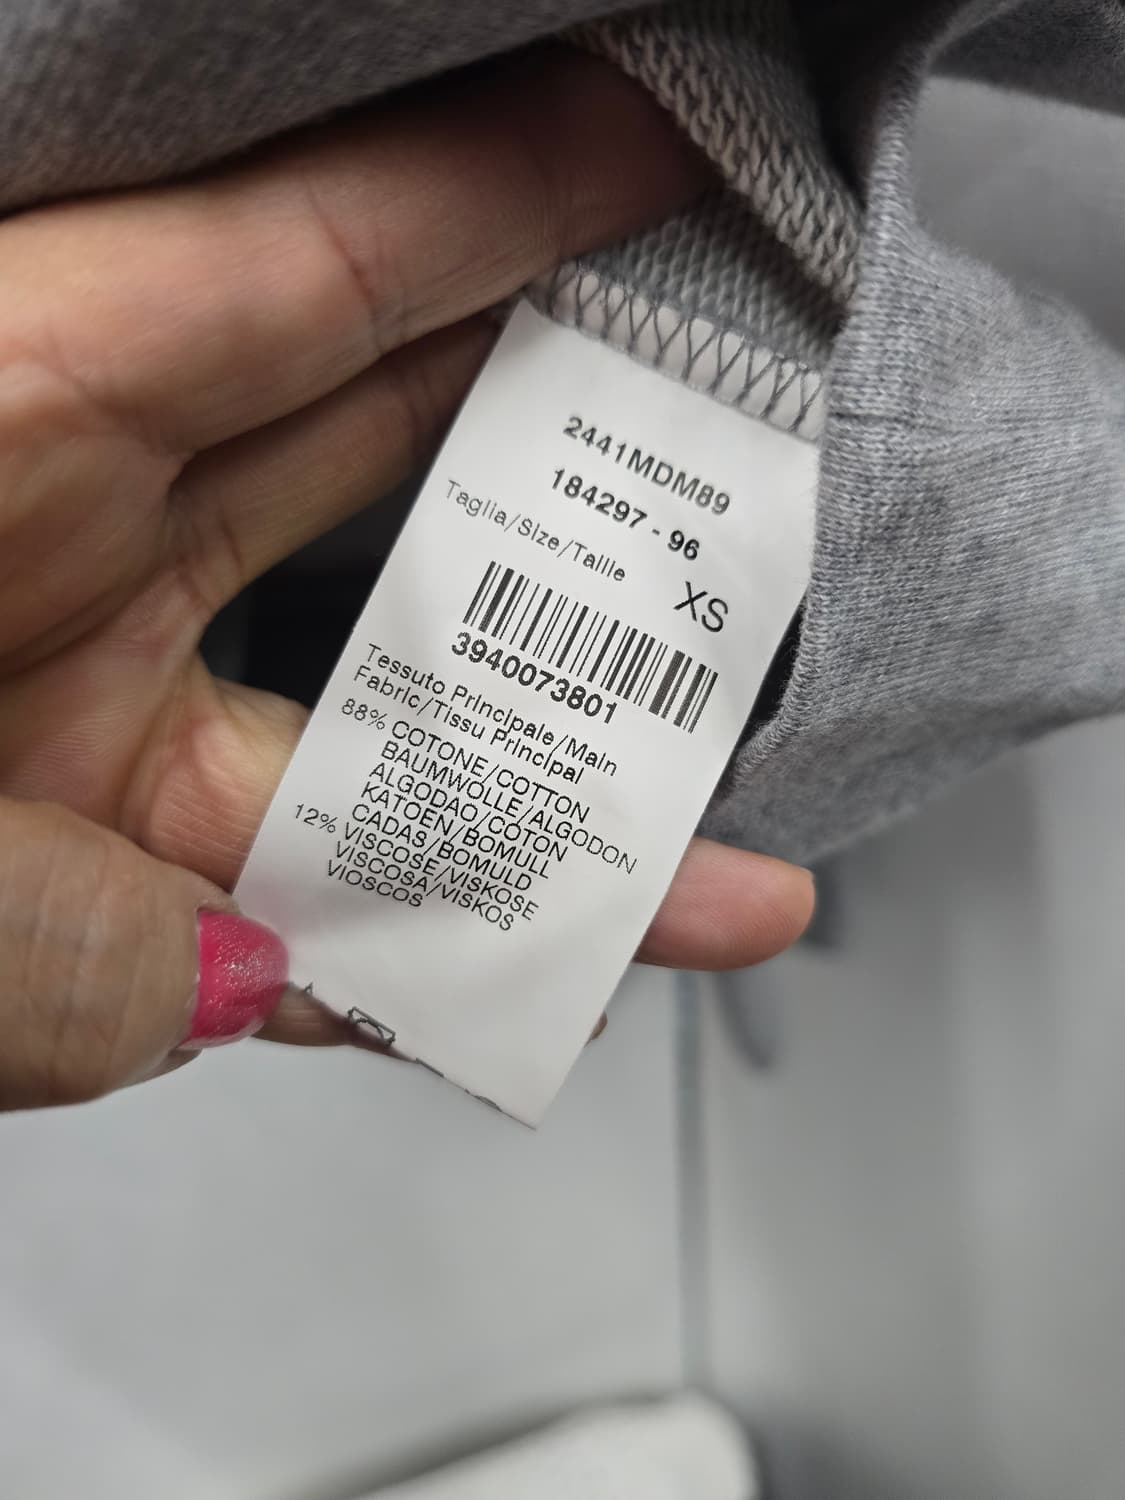 2441MDM89
184297 - 96
Taglia/Size/Taille XS
3940073801
Tessuto Principale/Main
Fabric/Tissu Principal
88% COTONE/COTTON
BAUMWOLLE/ALGODON
ALGODAO/COTON
KATOEN/BOMULL
CADAS/BOMULD
12% VISCOSE/VISKOSE
VISCOSA/VISKOS
VIOSCOS